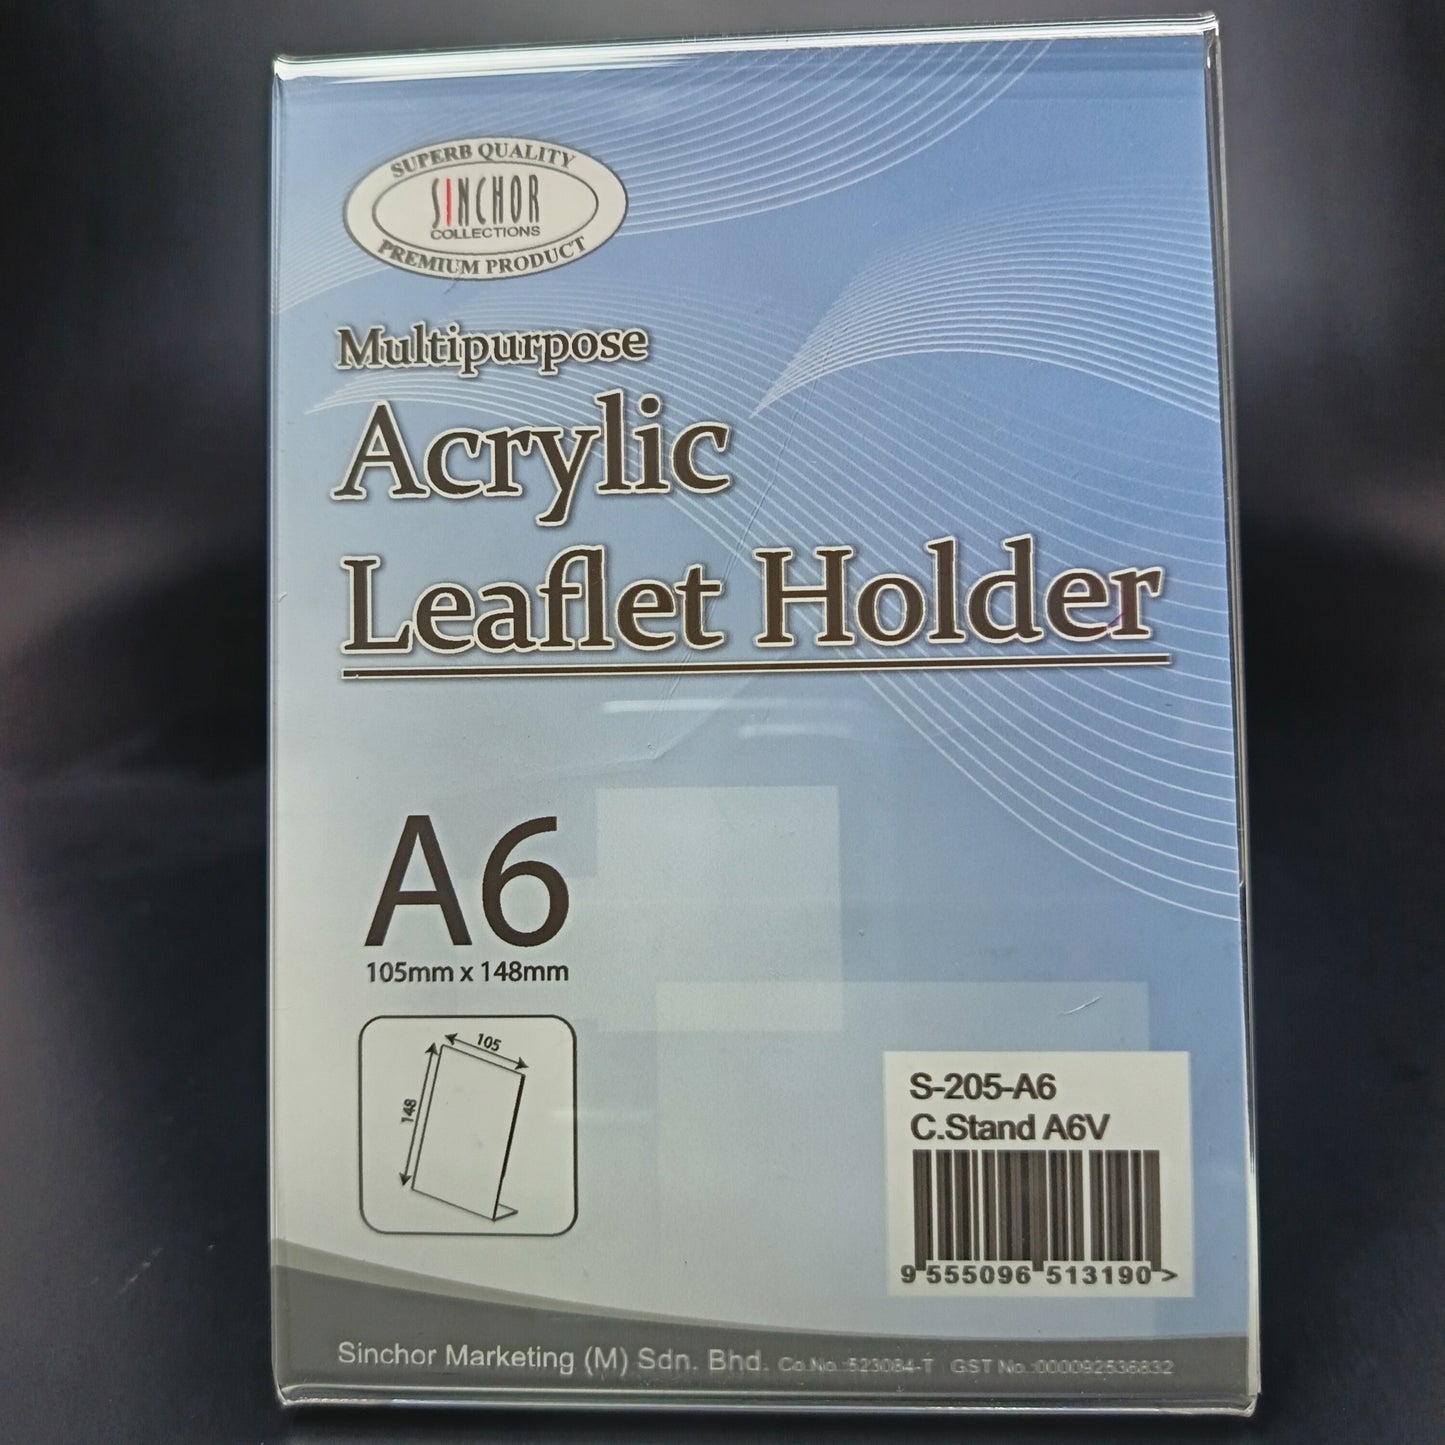 SUPERB QUALITY
SINCHOR
COLLECTIONS
PREMIUM PRODUCT
Multipurpose
Acrylic
Leaflet Holder
A6
105mm x 148mm
105
148
S-205-A6
C.Stand A6V
9 555096 513190 >
Sinchor Marketing (M) Sdn. Bhd. Co.No.:523084-T GST No.:000092536832